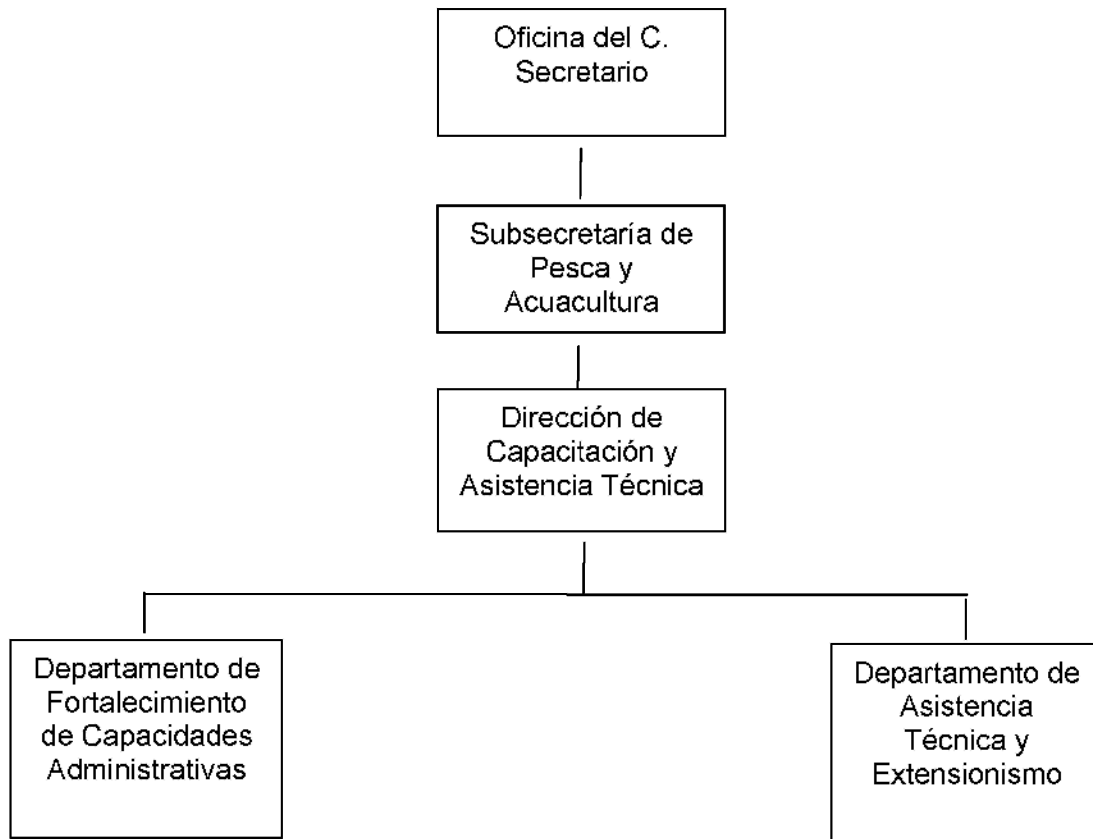 Oficina del C.
Secretario
Subsecretaría de
Pesca y
Acuacultura
Dirección de
Capacitación y
Asistencia Técnica
Departamento de
Fortalecimiento
de Capacidades
Administrativas
Departamento de
Asistencia
Técnica y
Extensionismo